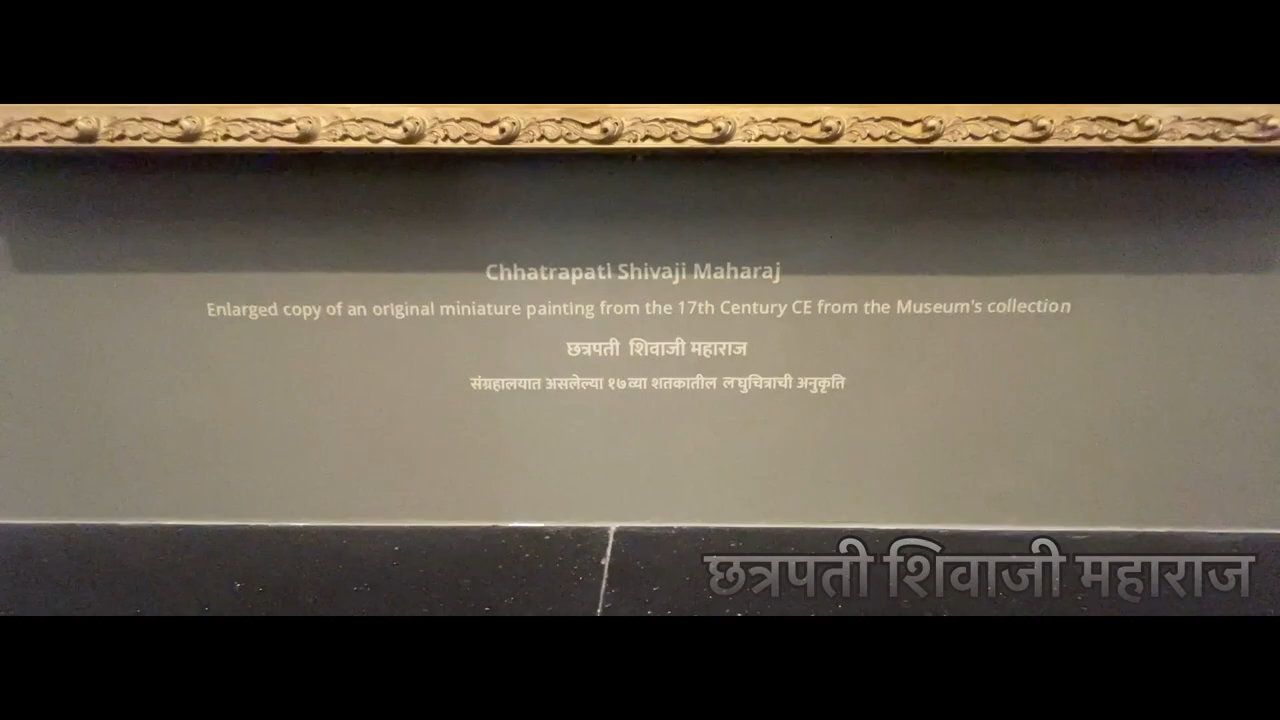 Chhatrapati Shivaji Maharaj
Enlarged copy of an original miniature painting from the 17th Century CE from the Museum's collection
छत्रपती शिवाजी महाराज
संग्रहालयात असलेल्या १७व्या शतकातील लघुचित्राची अनुकृति
छत्रपती शिवाजी महाराज